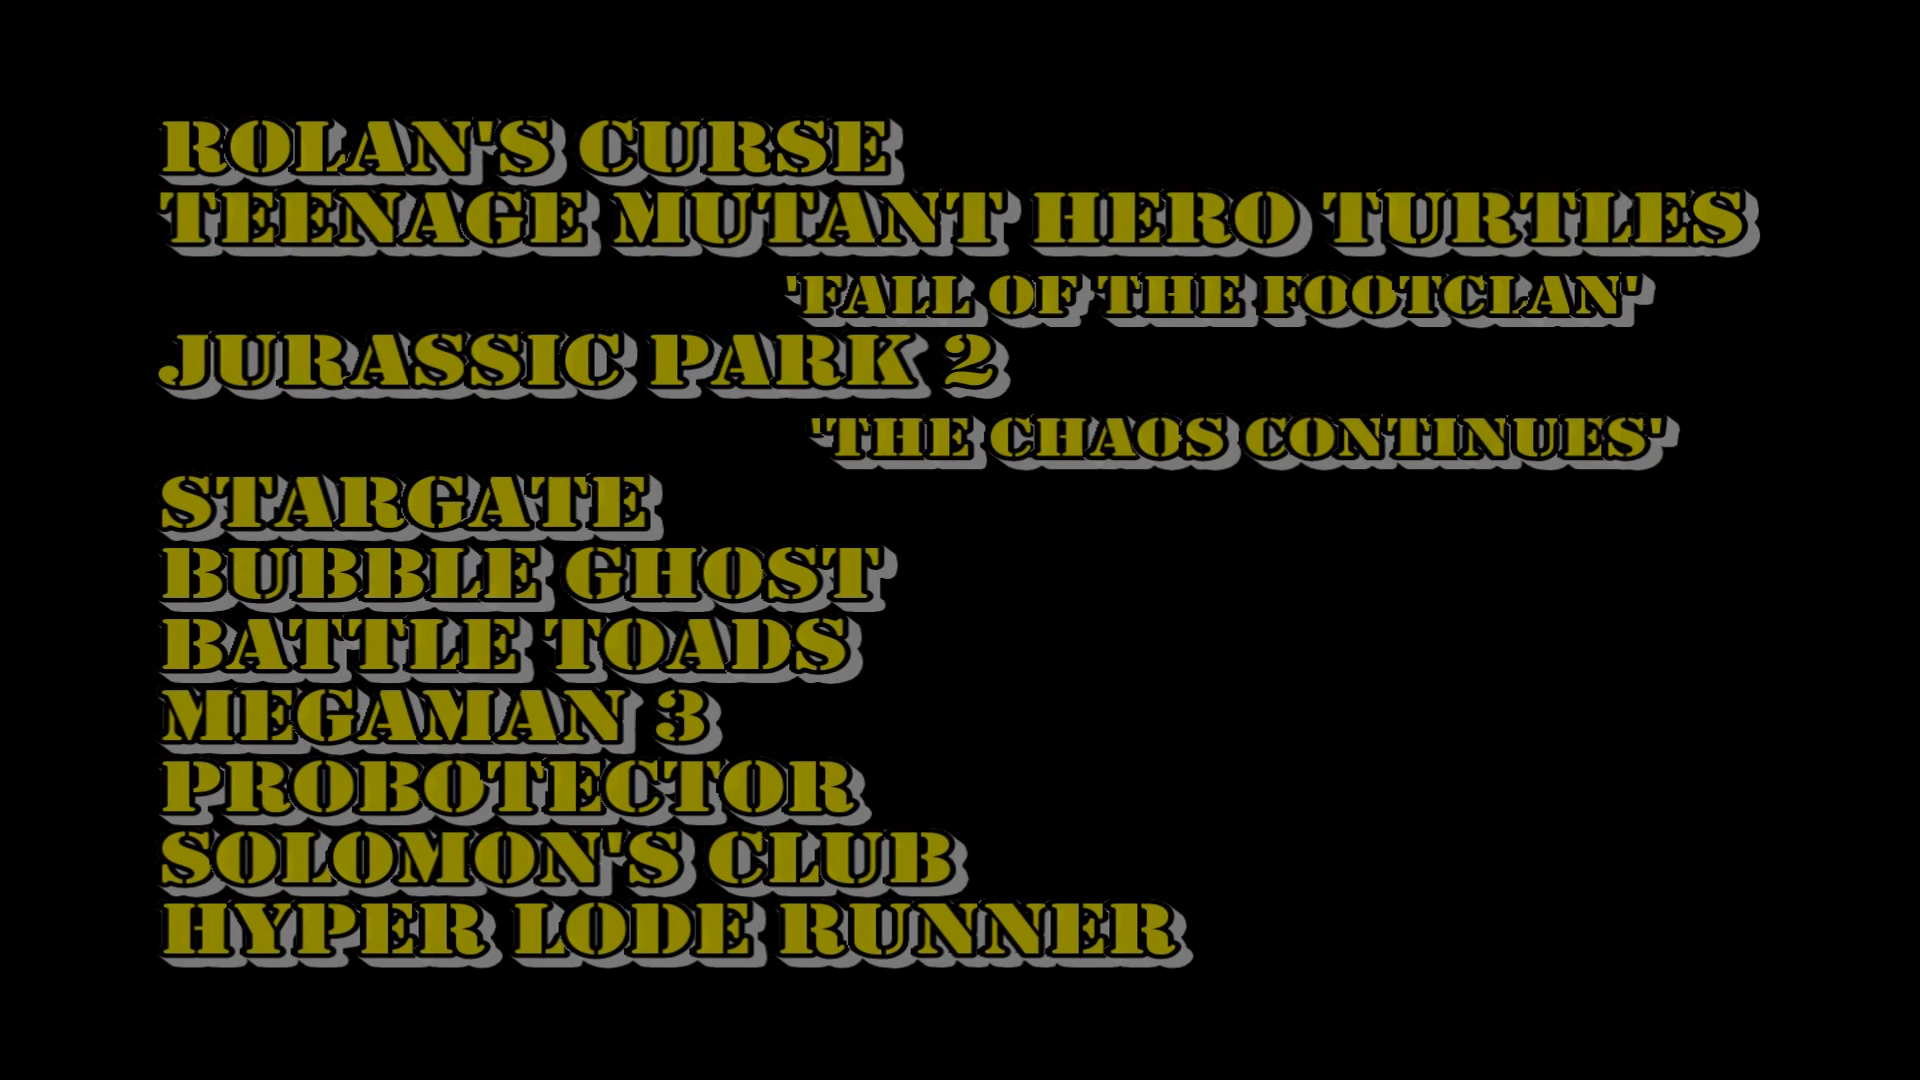 ROLAN'S CURSE
TEENAGE MUTANT HERO TURTLES
'FALL OF THE FOOTCLAN'
JURASSIC PARK 2
'THE CHAOS CONTINUES'
STARGATE
BUBBLE GHOST
BATTLE TOADS
MEGAMAN 3
PROBOTECTOR
SOLOMON'S CLUB
HYPER LODE RUNNER